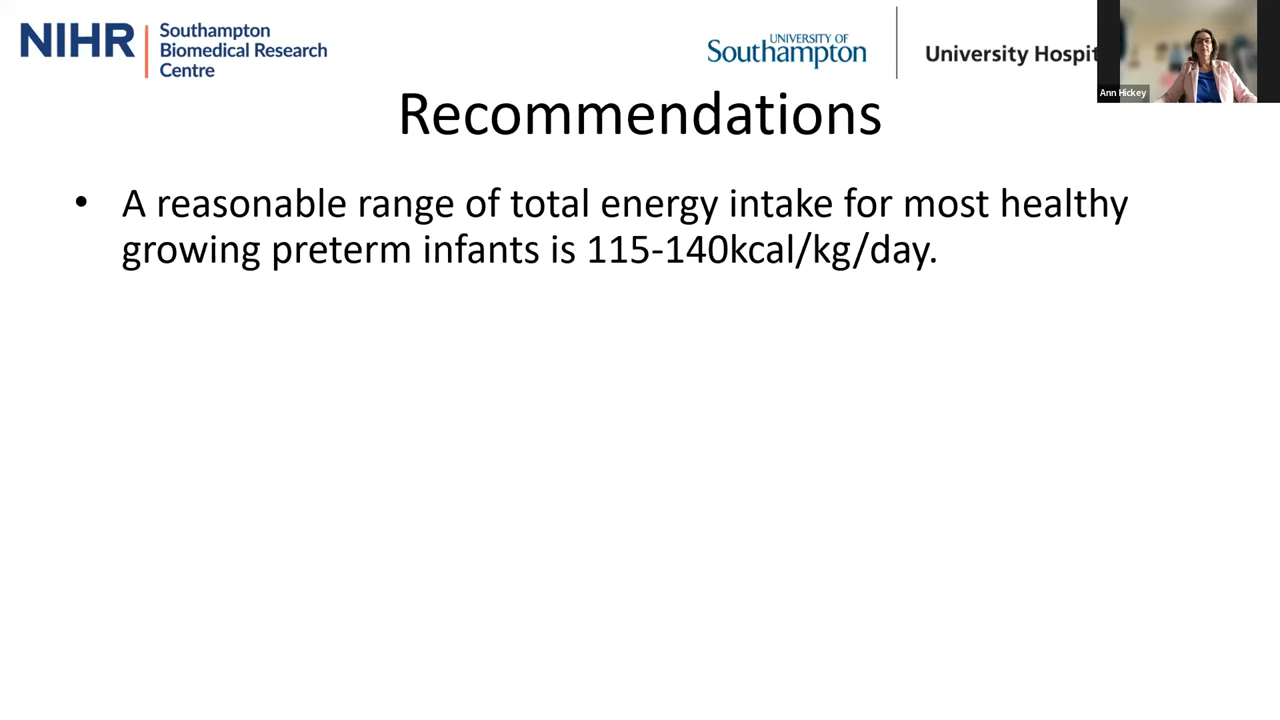 NIHR
Southampton
Biomedical Research
Centre
UNIVERSITY OF
Southampton
University Hospi
Ann Hickey
Recommendations
• A reasonable range of total energy intake for most healthy
growing preterm infants is 115-140kcal/kg/day.